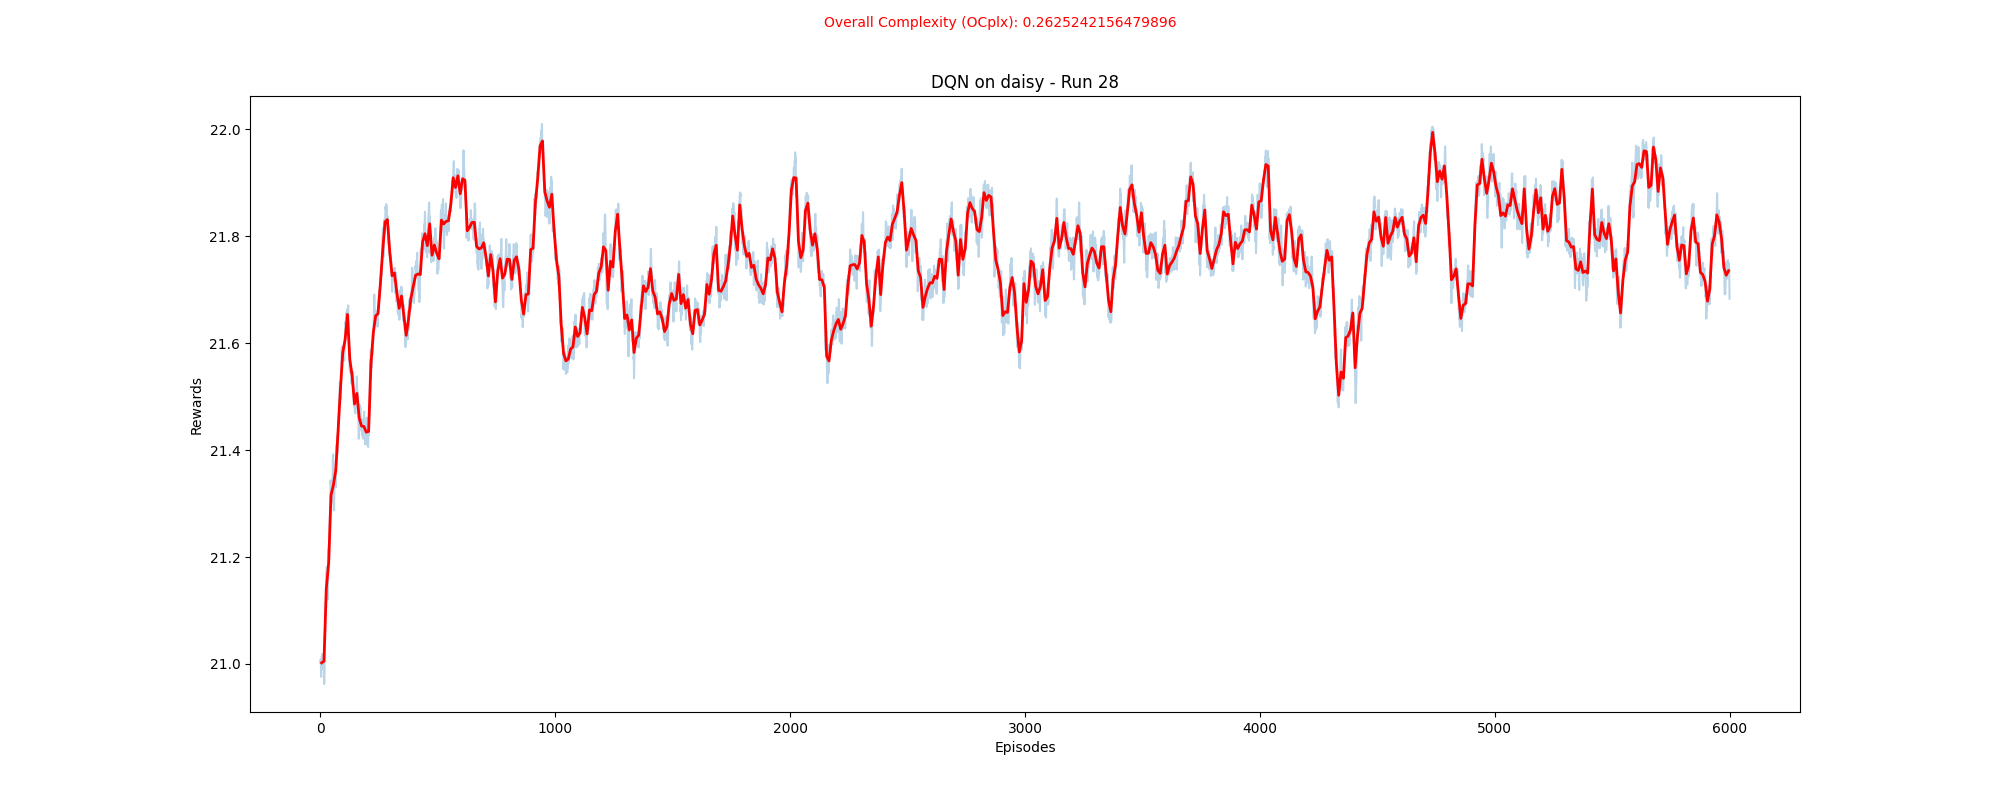 Overall Complexity (OCplx): 0.2625242156479896
DQN on daisy - Run 28
22.0
21.8
21.6
21.4
21.2
21.0
Rewards
0 1000 2000 3000 4000 5000 6000
Episodes